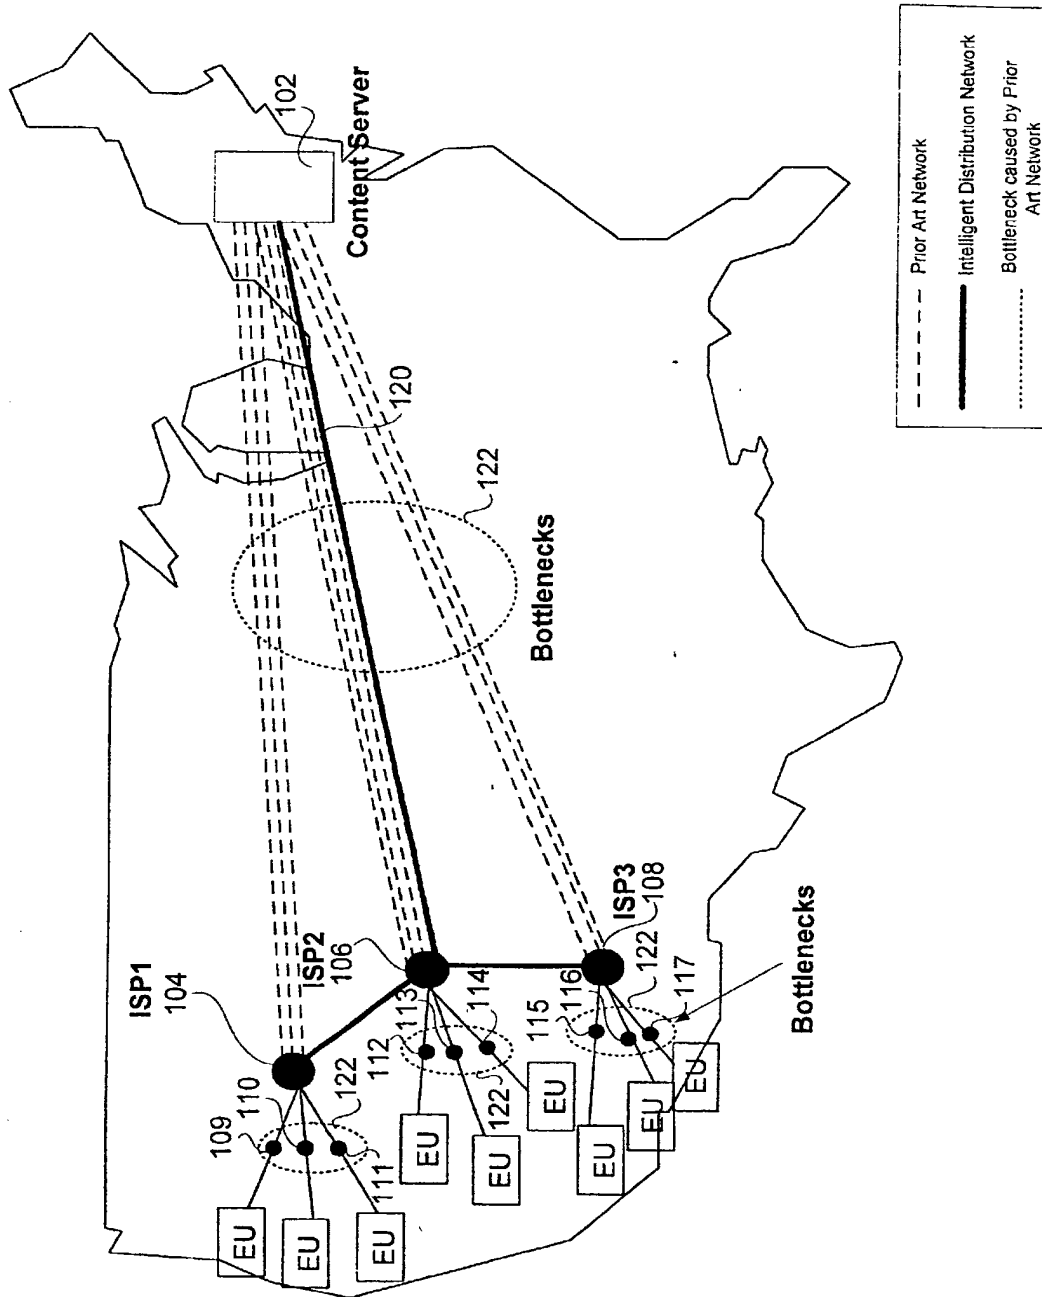 102
Content Server
120
122
Bottlenecks
ISP1
104
ISP2
106
ISP3
108
109
110
111
122
112
113
114
122
115
116
117
122
Bottlenecks
EU
EU
EU
EU
EU
EU
EU
EU
EU
Prior Art Network
Intelligent Distribution Network
Bottleneck caused by Prior
Art Network